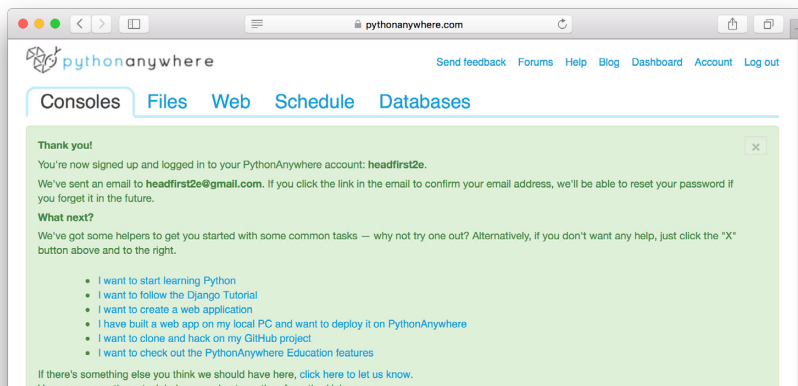 pythonanywhere.com
pythonanywhere
Send feedback Forums Help Blog Dashboard Account Log out
Consoles Files Web Schedule Databases
Thank you!
You're now signed up and logged in to your PythonAnywhere account: headfirst2e.
We've sent an email to headfirst2e@gmail.com. If you click the link in the email to confirm your email address, we'll be able to reset your password if
you forget it in the future.
What next?
We've got some helpers to get you started with some common tasks — why not try one out? Alternatively, if you don't want any help, just click the "X"
button above and to the right.
I want to start learning Python
I want to follow the Django Tutorial
I want to create a web application
I have built a web app on my local PC and want to deploy it on PythonAnywhere
I want to clone and hack on my GitHub project
I want to check out the PythonAnywhere Education features
If there's something else you think we should have here, click here to let us know.